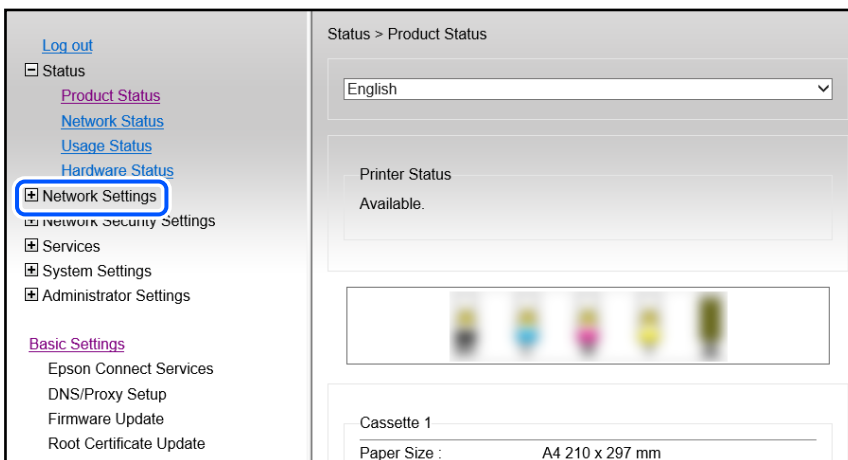 Log out
Status
Product Status
Network Status
Usage Status
Hardware Status
Network Settings
Network Security Settings
Services
System Settings
Administrator Settings
Basic Settings
Epson Connect Services
DNS/Proxy Setup
Firmware Update
Root Certificate Update
Status > Product Status
English
Printer Status
Available.
Cassette 1
Paper Size : A4 210 x 297 mm